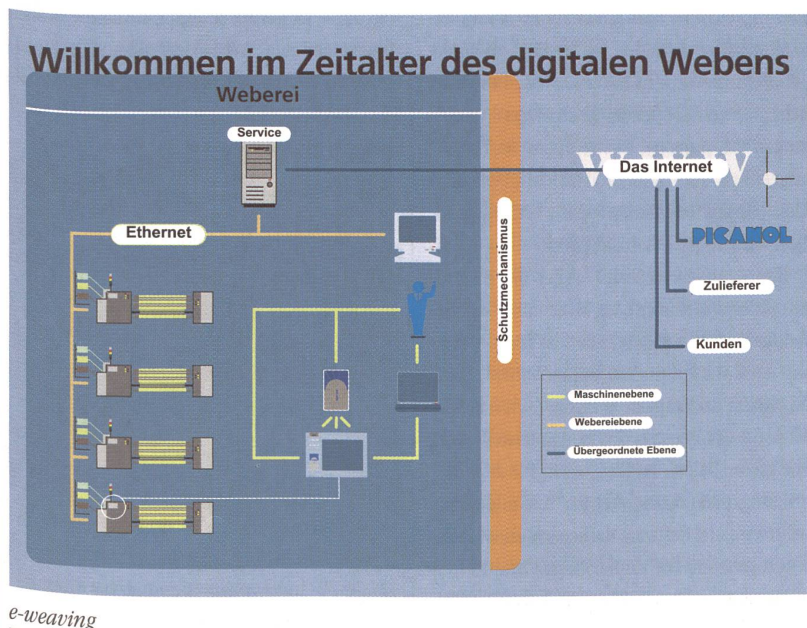 Willkommen im Zeitalter des digitalen Webens
Weberei
Service
WWW
Das Internet
Ethernet
Schutzmechanismus
PICANOL
Zulieferer
Kunden
Maschinenebene
Webereiebene
Übergeordnete Ebene
e-weaving